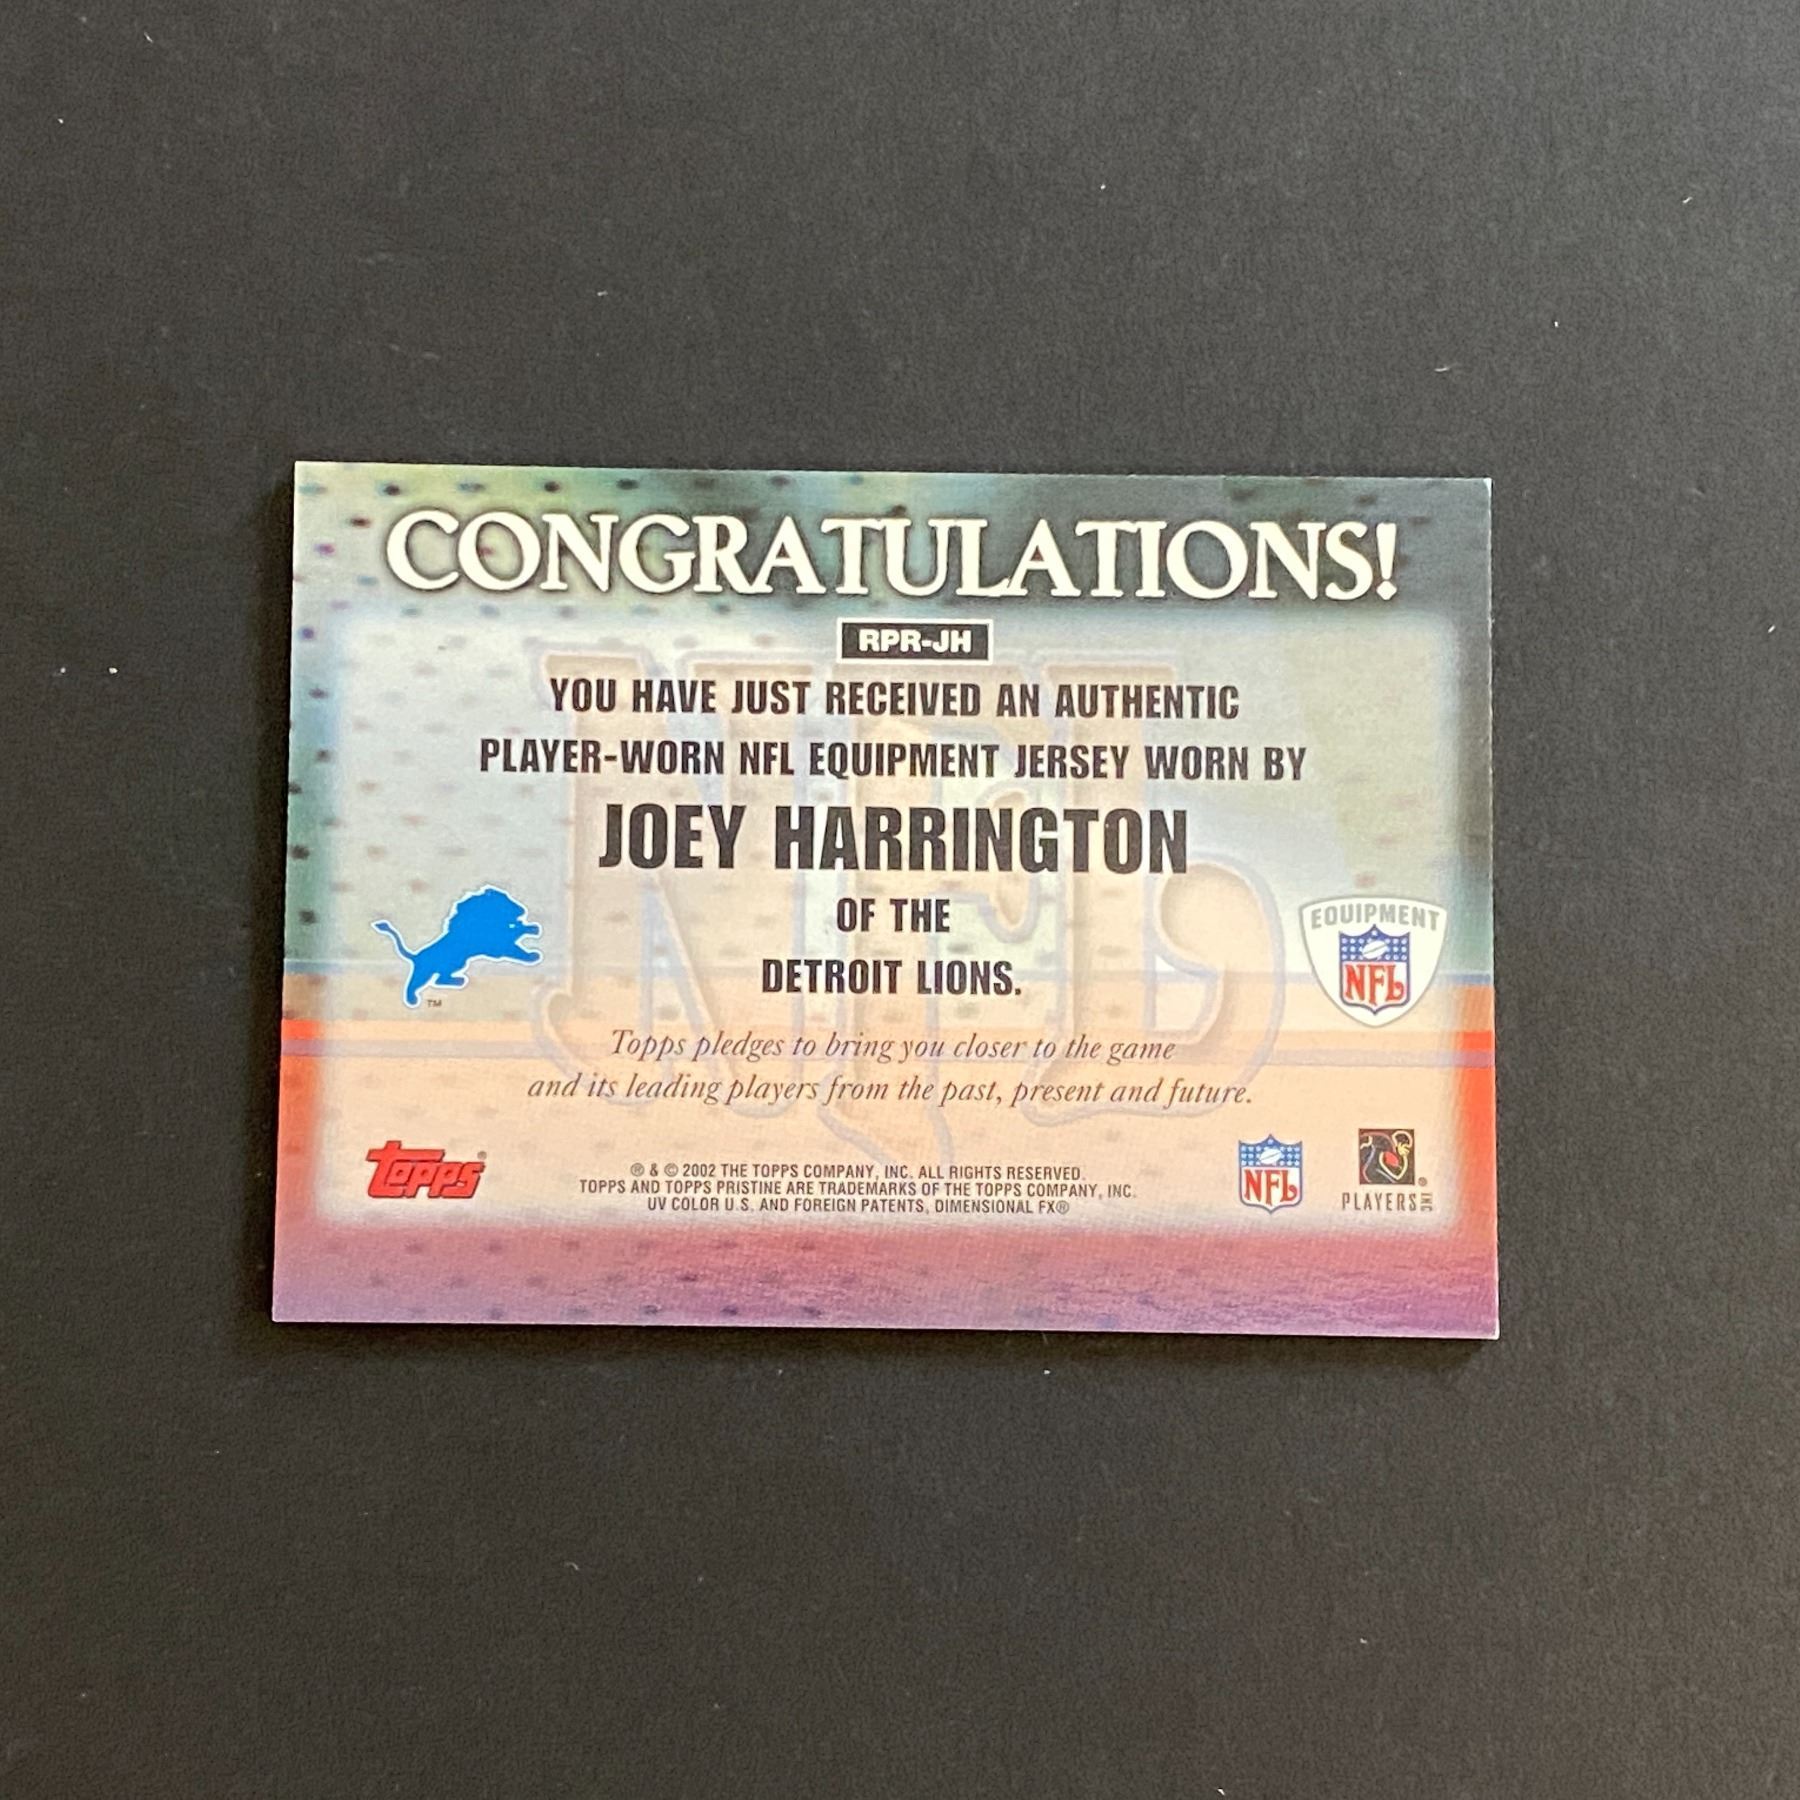 CONGRATULATIONS!
RPR-JH
YOU HAVE JUST RECEIVED AN AUTHENTIC
PLAYER-WORN NFL EQUIPMENT JERSEY WORN BY
JOEY HARRINGTON
OF THE
DETROIT LIONS.
TM
EQUIPMENT
NFL
Topps pledges to bring you closer to the game
and its leading players from the past, present and future.
topps®
® & © 2002 THE TOPPS COMPANY, INC. ALL RIGHTS RESERVED.
TOPPS AND TOPPS PRISTINE ARE TRADEMARKS OF THE TOPPS COMPANY, INC.
UV COLOR U.S. AND FOREIGN PATENTS, DIMENSIONAL FX®
NFL
PLAYERS INC®
NFL